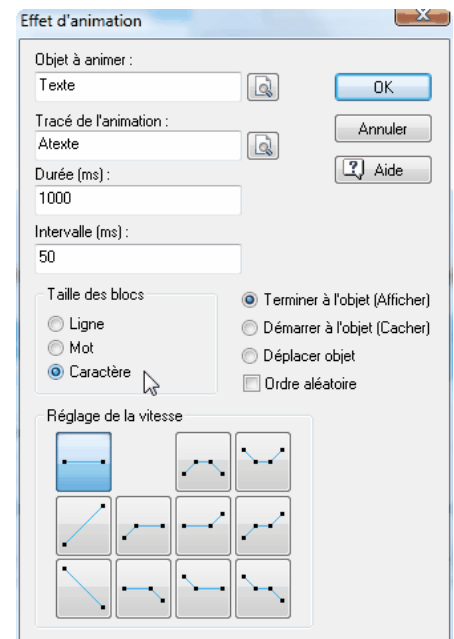 Effet d'animation
Objet à animer :
Texte
OK
Tracé de l'animation :
Annuler
Atexte
Aide
Durée (ms) :
1000
Intervalle (ms) :
50
Taille des blocs
Terminer à l'objet (Afficher)
Ligne
Démarrer à l'objet (Cacher)
Mot
Déplacer objet
Caractère
Ordre aléatoire
Réglage de la vitesse